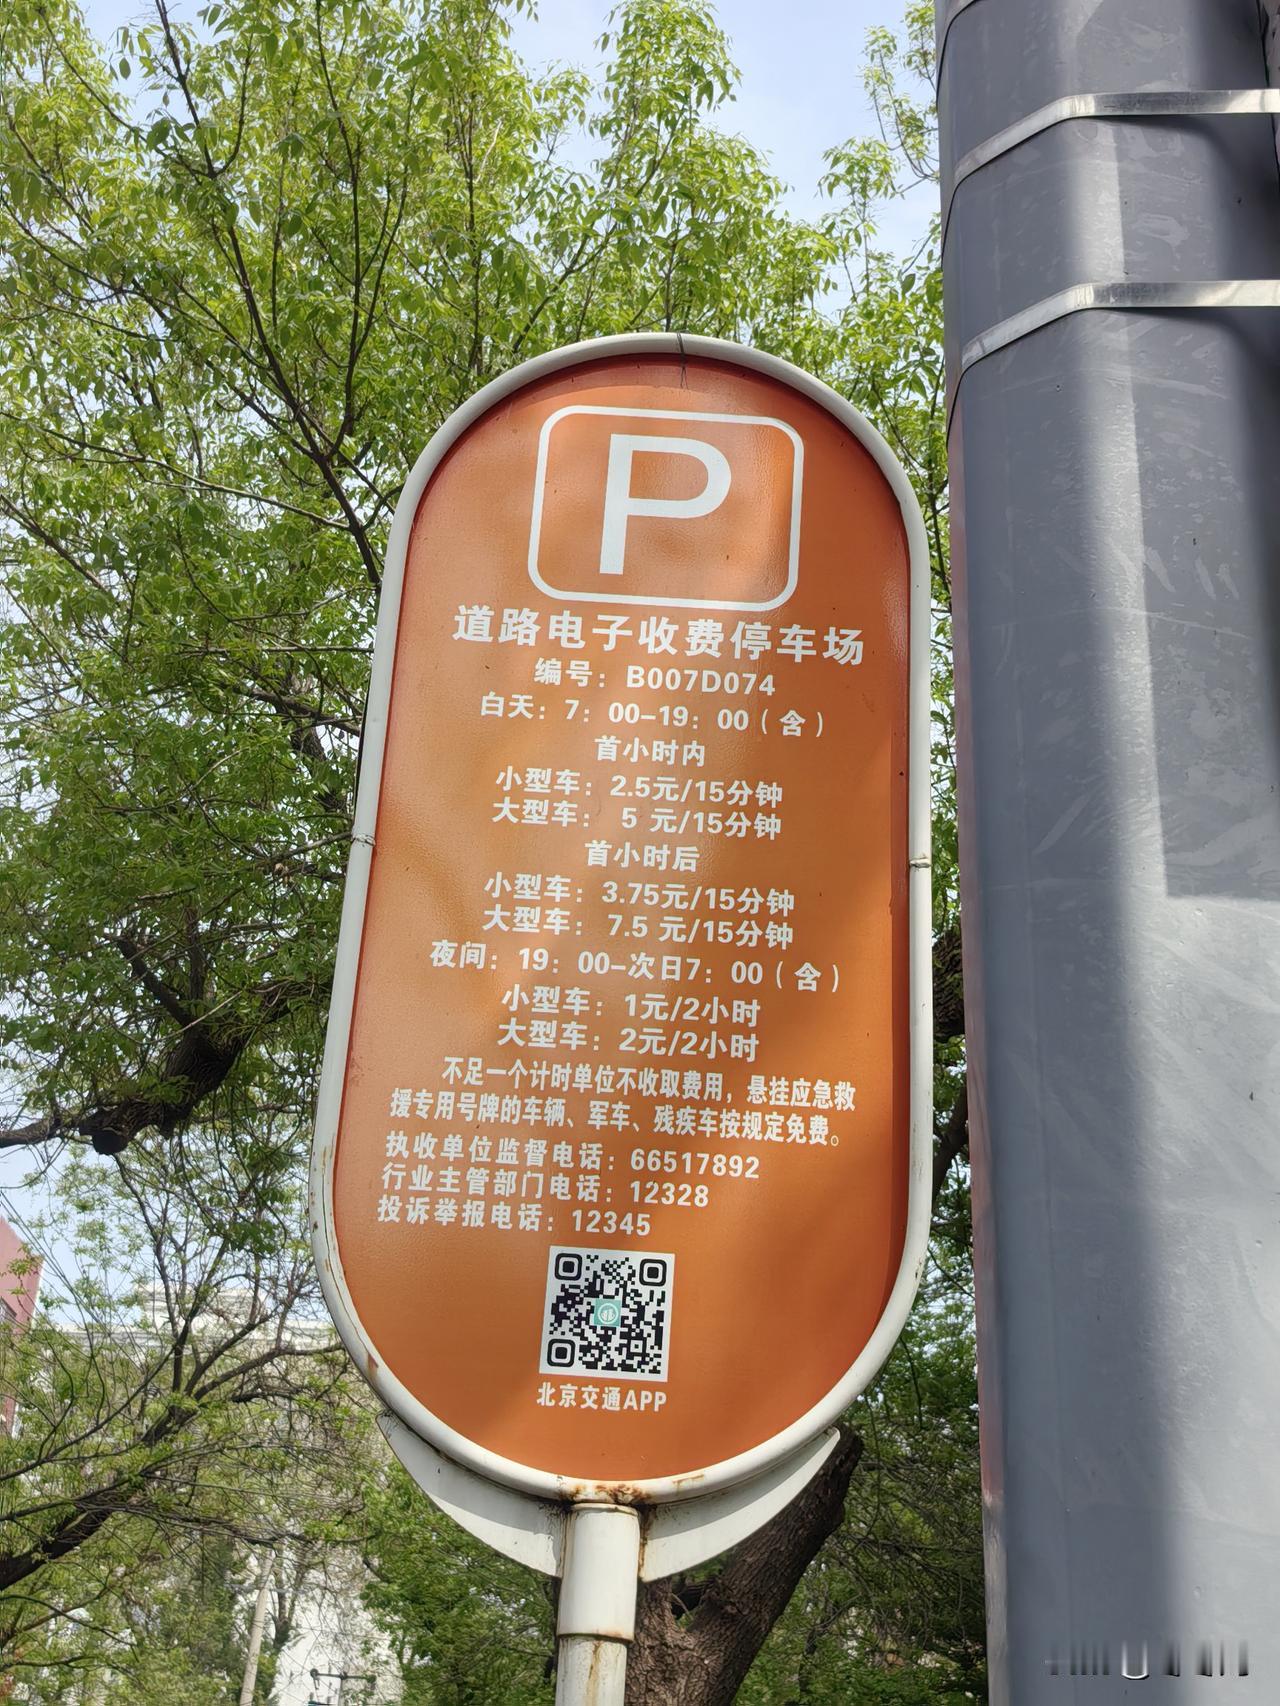 P
道路电子收费停车场
编号：B007D074
白天：7：00-19：00（含）
首小时内
小型车：2.5元/15分钟
大型车：5 元/15分钟
首小时后
小型车：3.75元/15分钟
大型车：7.5 元/15分钟
夜间：19：00-次日7：00（含）
小型车：1元/2小时
大型车：2元/2小时
不足一个计时单位不收取费用，悬挂应急救
援专用号牌的车辆、军车、残疾车按规定免费。
执收单位监督电话：66517892
行业主管部门电话：12328
投诉举报电话：12345
北京交通APP